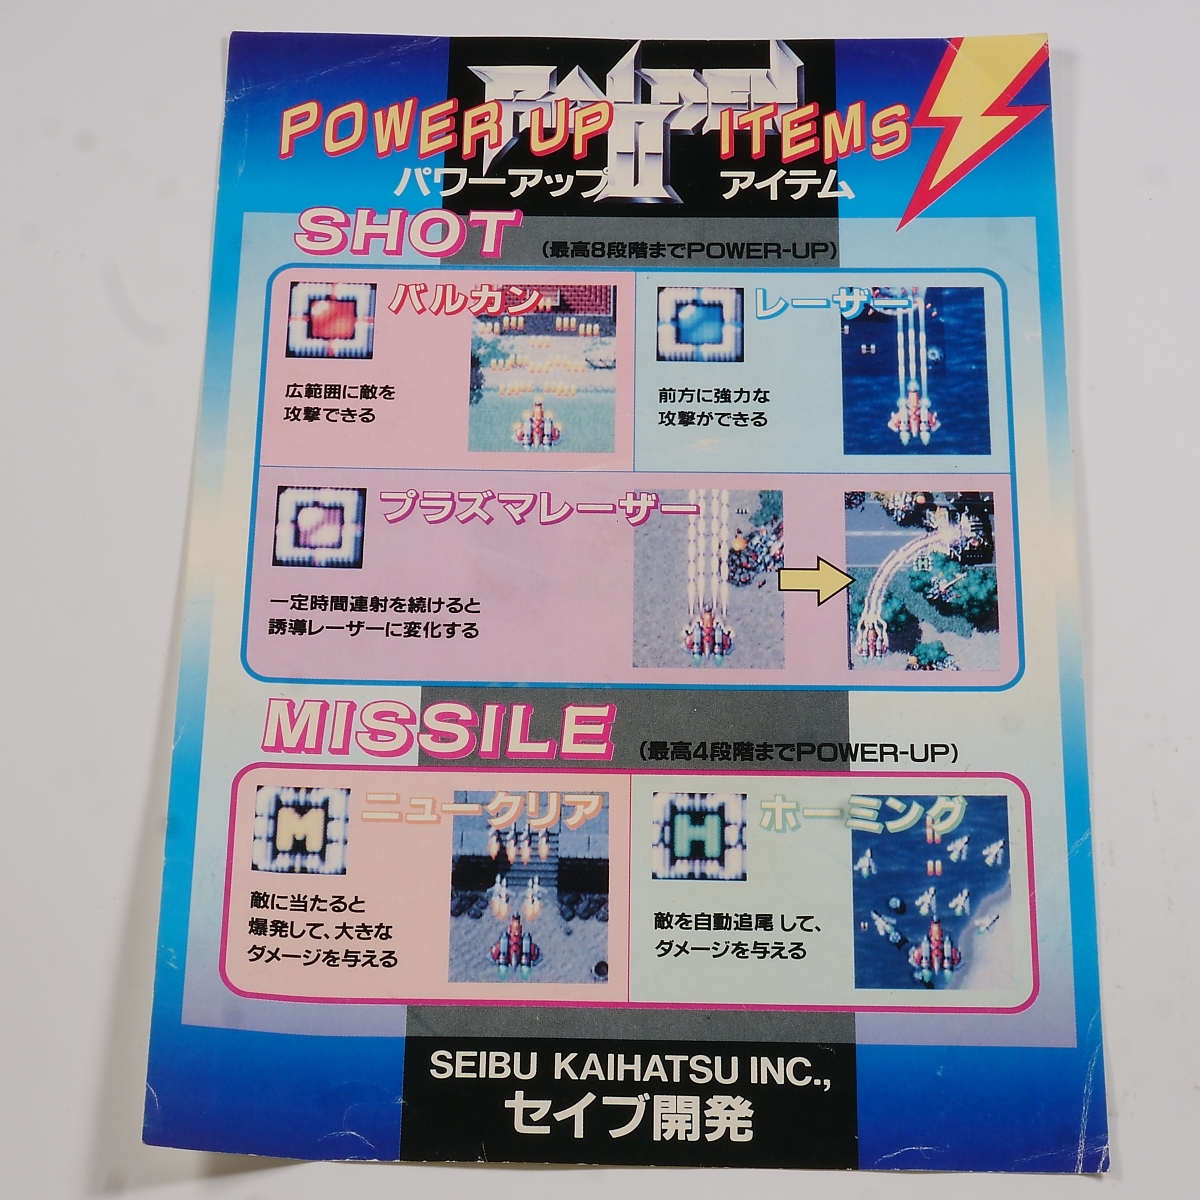 RAIDEN II
POWER UP ITEMS
パワーアップ アイテム
SHOT (最高8段階までPOWER-UP)
バルカン
広範囲に敵を
攻撃できる
レーザー
前方に強力な
攻撃ができる
プラズマレーザー
一定時間連射を続けると
誘導レーザーに変化する
MISSILE (最高4段階までPOWER-UP)
M
ニュークリア
敵に当たると
爆発して、大きな
ダメージを与える
H
ホーミング
敵を自動追尾して、
ダメージを与える
SEIBU KAIHATSU INC.,
セイブ開発